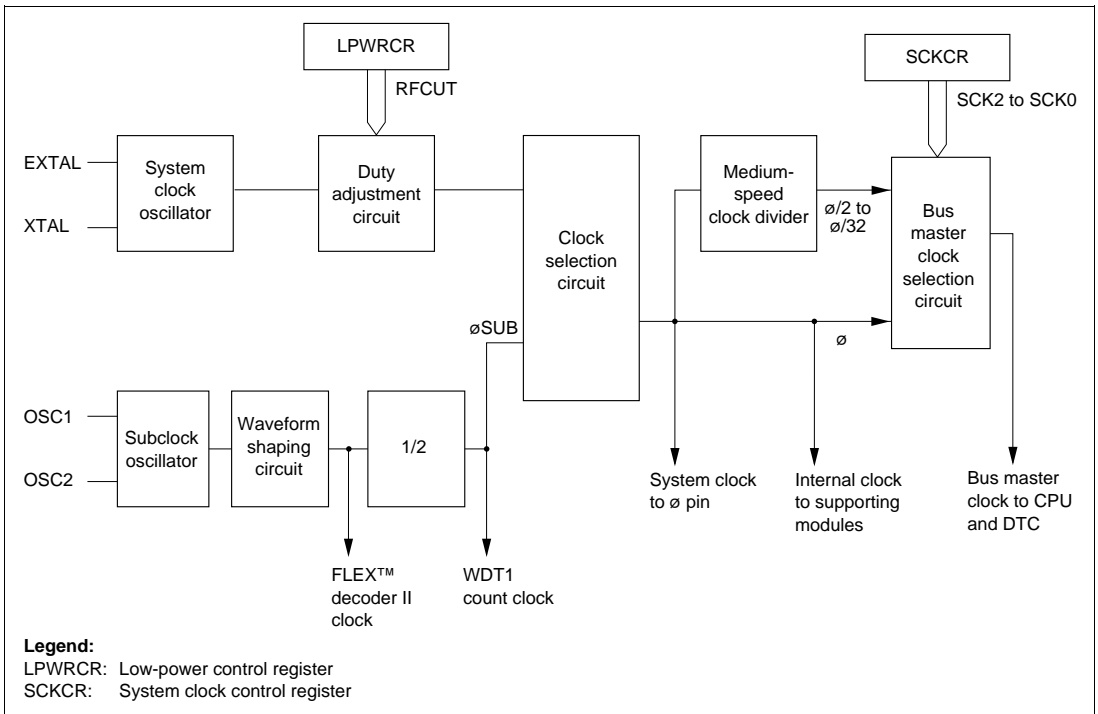 LPWRCR
RFCUT
SCKCR
SCK2 to SCK0
EXTAL
XTAL
System
clock
oscillator
Duty
adjustment
circuit
Clock
selection
circuit
Medium-
speed
clock divider
ø/2 to
ø/32
Bus
master
clock
selection
circuit
ø
øSUB
OSC1
OSC2
Subclock
oscillator
Waveform
shaping
circuit
1/2
System clock
to ø pin
Internal clock
to supporting
modules
Bus master
clock to CPU
and DTC
FLEX™
decoder II
clock
WDT1
count clock
Legend:
LPWRCR: Low-power control register
SCKCR: System clock control register